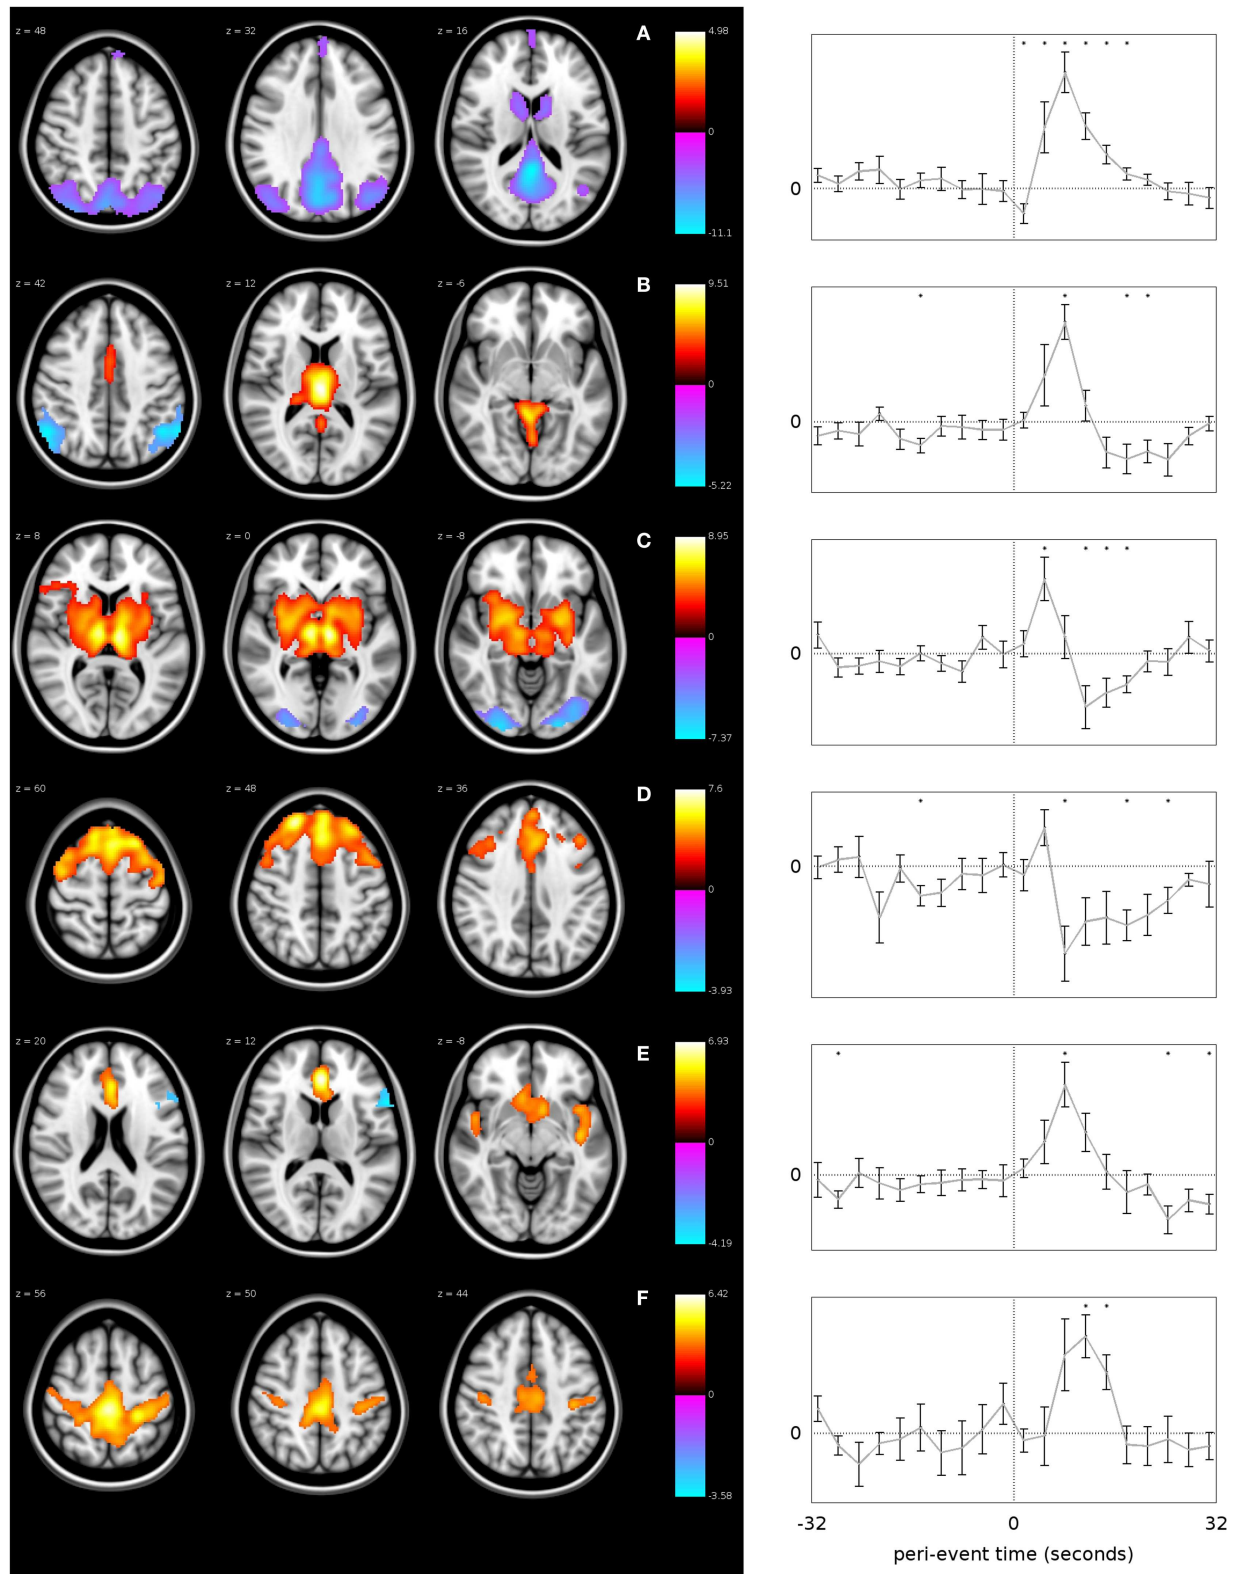 z = 48 z = 32 z = 16 A 4.98
* * * * * *
0
0
-11.1
z = 42 z = 12 z = -6 B 9.51
* * * *
0
0
-5.22
z = 8 z = 0 z = -8 C 8.95
* * * *
0
0
-7.37
z = 60 z = 48 z = 36 D 7.6
* * * *
0
0
-3.93
z = 20 z = 12 z = -8 E 6.93
* * * *
0
0
-4.19
z = 56 z = 50 z = 44 F 6.42
* *
0
0
-3.58
-32 0 32
peri-event time (seconds)